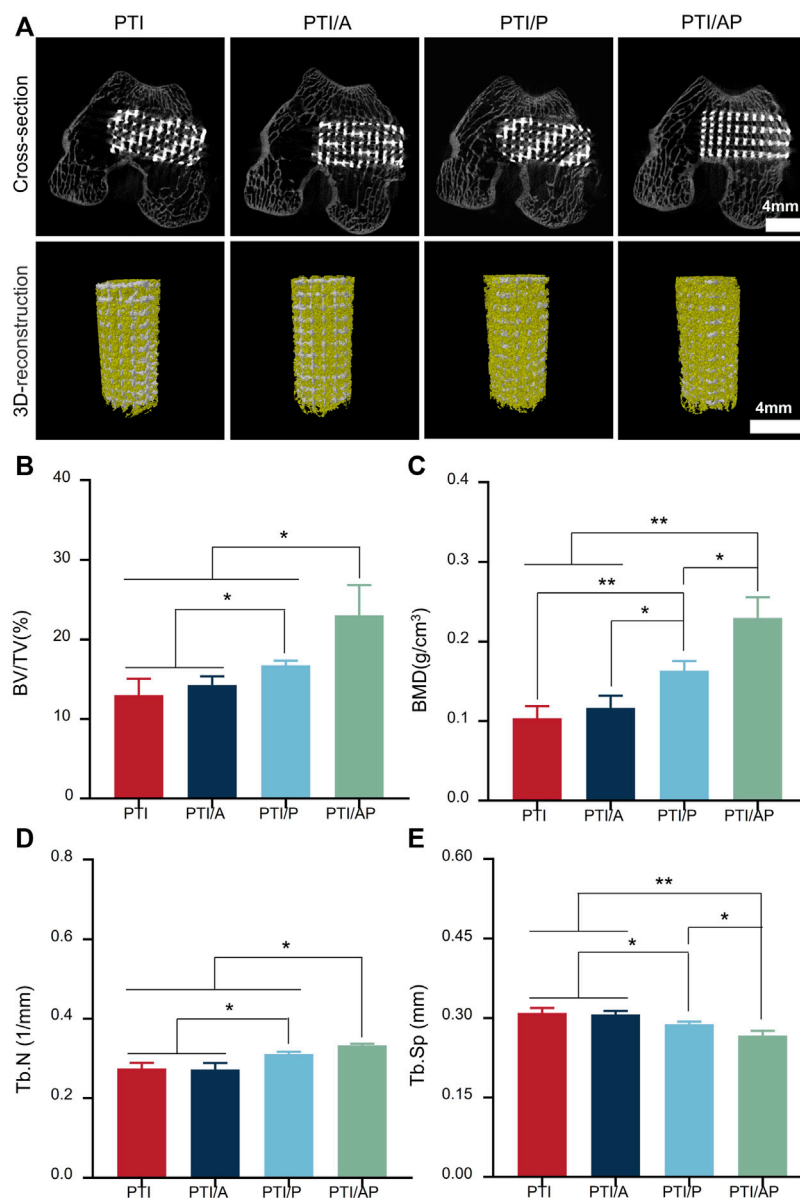 A
PTI PTI/A PTI/P PTI/AP
Cross-section
4mm
3D-reconstruction
4mm
B
BV/TV(%)
40
30
20
10
0
*
*
PTI PTI/A PTI/P PTI/AP
C
BMD(g/cm³)
0.4
0.3
0.2
0.1
0.0
**
**
*
*
PTI PTI/A PTI/P PTI/AP
D
Tb.N (1/mm)
0.8
0.6
0.4
0.2
0.0
*
*
PTI PTI/A PTI/P PTI/AP
E
Tb.Sp (mm)
0.60
0.45
0.30
0.15
0.00
**
*
*
PTI PTI/A PTI/P PTI/AP